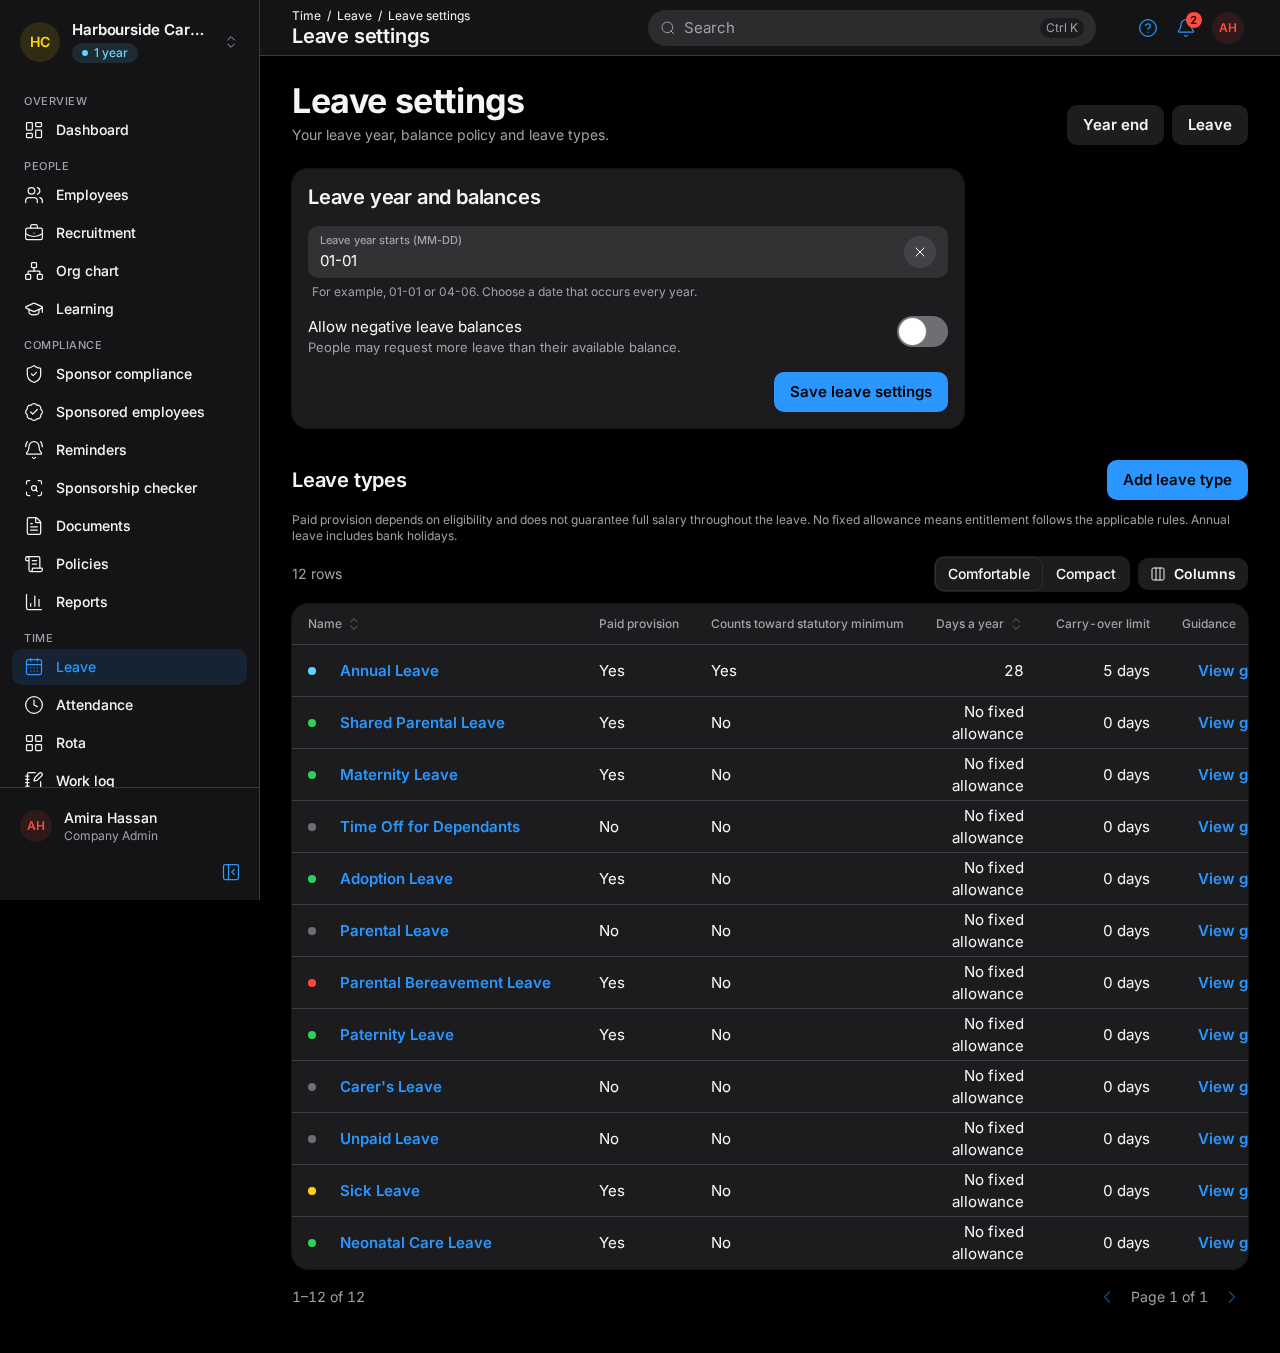 HC
Harbourside Car...
1 year
OVERVIEW
Dashboard
PEOPLE
Employees
Recruitment
Org chart
Learning
COMPLIANCE
Sponsor compliance
Sponsored employees
Reminders
Sponsorship checker
Documents
Policies
Reports
TIME
Leave
Attendance
Rota
Work log
AH
Amira Hassan
Company Admin
Time / Leave / Leave settings
Leave settings
Search
Ctrl K
2
AH
Leave settings
Your leave year, balance policy and leave types.
Year end
Leave
Leave year and balances
Leave year starts (MM-DD)
01-01
For example, 01-01 or 04-06. Choose a date that occurs every year.
Allow negative leave balances
People may request more leave than their available balance.
Save leave settings
Leave types
Add leave type
Paid provision depends on eligibility and does not guarantee full salary throughout the leave. No fixed allowance means entitlement follows the applicable rules. Annual
leave includes bank holidays.
12 rows
Comfortable
Compact
Columns
Name Paid provision Counts toward statutory minimum Days a year Carry-over limit Guidance
Annual Leave Yes Yes 28 5 days View g
Shared Parental Leave Yes No No fixed allowance 0 days View g
Maternity Leave Yes No No fixed allowance 0 days View g
Time Off for Dependants No No No fixed allowance 0 days View g
Adoption Leave Yes No No fixed allowance 0 days View g
Parental Leave No No No fixed allowance 0 days View g
Parental Bereavement Leave Yes No No fixed allowance 0 days View g
Paternity Leave Yes No No fixed allowance 0 days View g
Carer's Leave No No No fixed allowance 0 days View g
Unpaid Leave No No No fixed allowance 0 days View g
Sick Leave Yes No No fixed allowance 0 days View g
Neonatal Care Leave Yes No No fixed allowance 0 days View g
1–12 of 12
Page 1 of 1